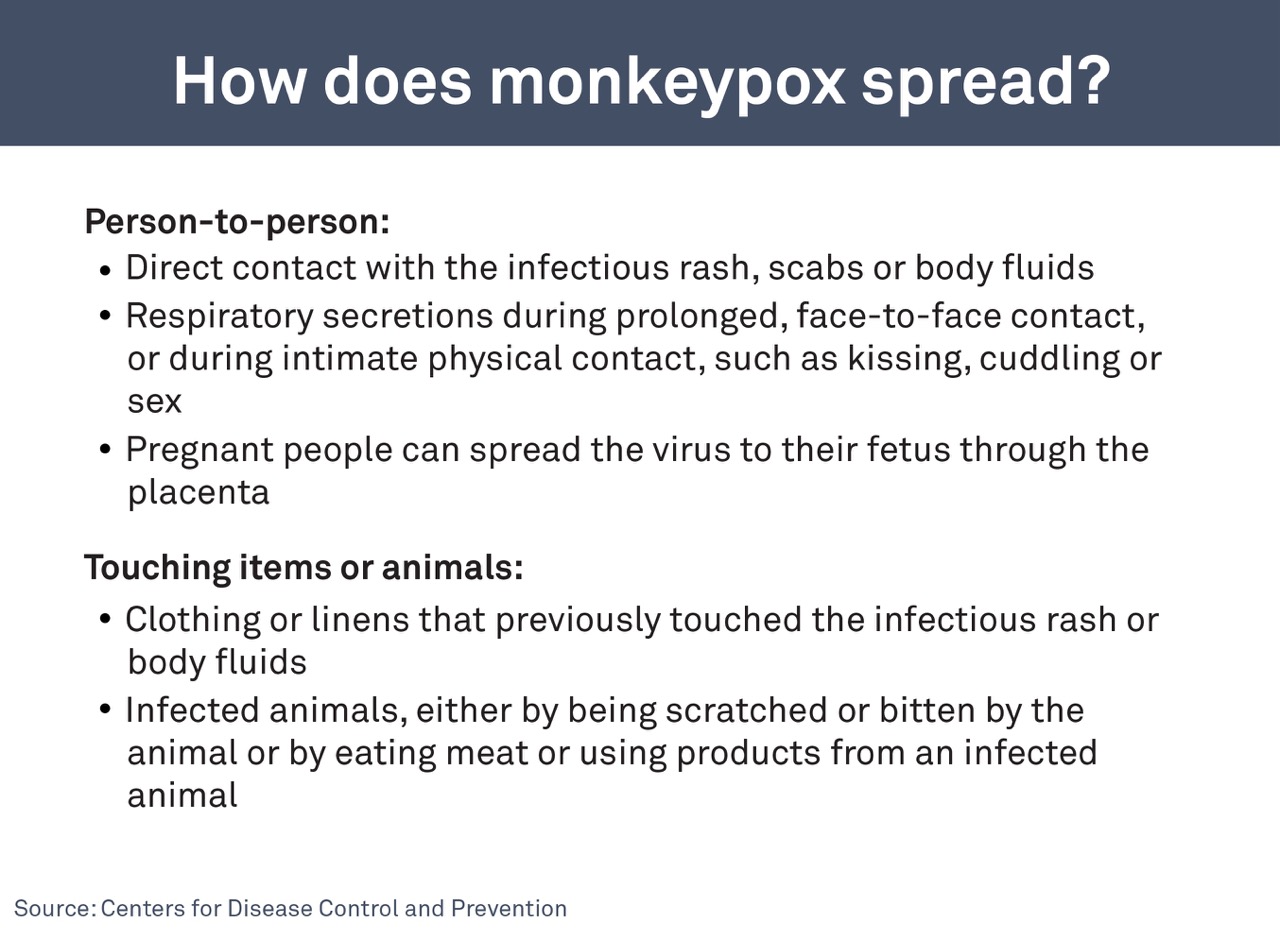 How does monkeypox spread?
Person-to-person:
• Direct contact with the infectious rash, scabs or body fluids
• Respiratory secretions during prolonged, face-to-face contact,
or during intimate physical contact, such as kissing, cuddling or
sex
• Pregnant people can spread the virus to their fetus through the
placenta
Touching items or animals:
• Clothing or linens that previously touched the infectious rash or
body fluids
• Infected animals, either by being scratched or bitten by the
animal or by eating meat or using products from an infected
animal
Source: Centers for Disease Control and Prevention